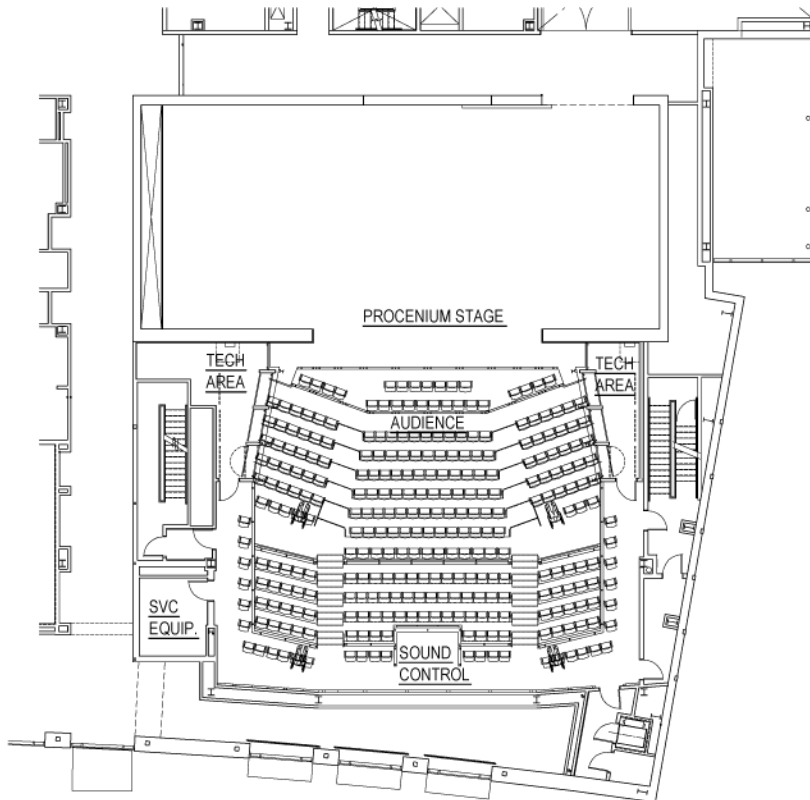 PROCENIUM STAGE
TECH
AREA
TECH
AREA
AUDIENCE
SVC
EQUIP.
SOUND
CONTROL